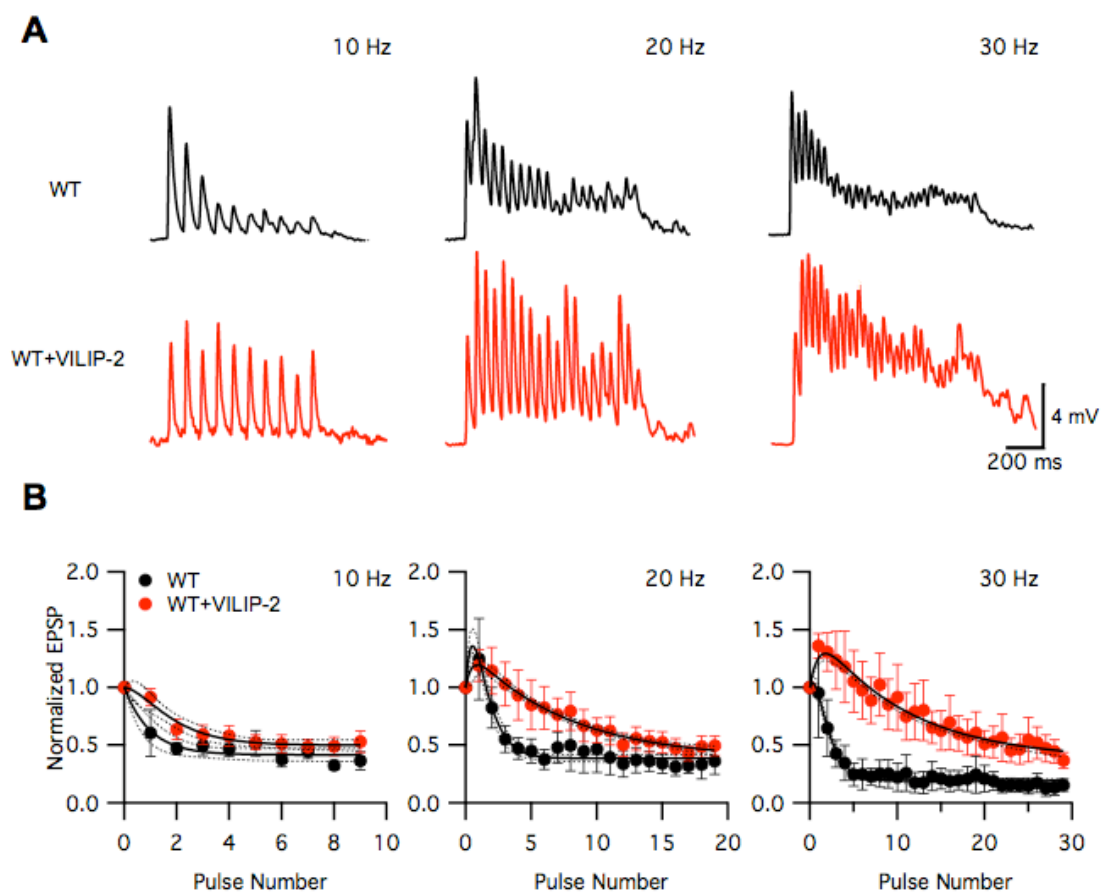 A
10 Hz
20 Hz
30 Hz
WT
WT+VILIP-2
4 mV
200 ms
B
Normalized EPSP
2.0
1.5
1.0
0.5
0.0
WT
WT+VILIP-2
10 Hz
0 2 4 6 8 10
Pulse Number
2.0
1.5
1.0
0.5
0.0
20 Hz
0 5 10 15 20
Pulse Number
2.0
1.5
1.0
0.5
0.0
30 Hz
0 10 20 30
Pulse Number